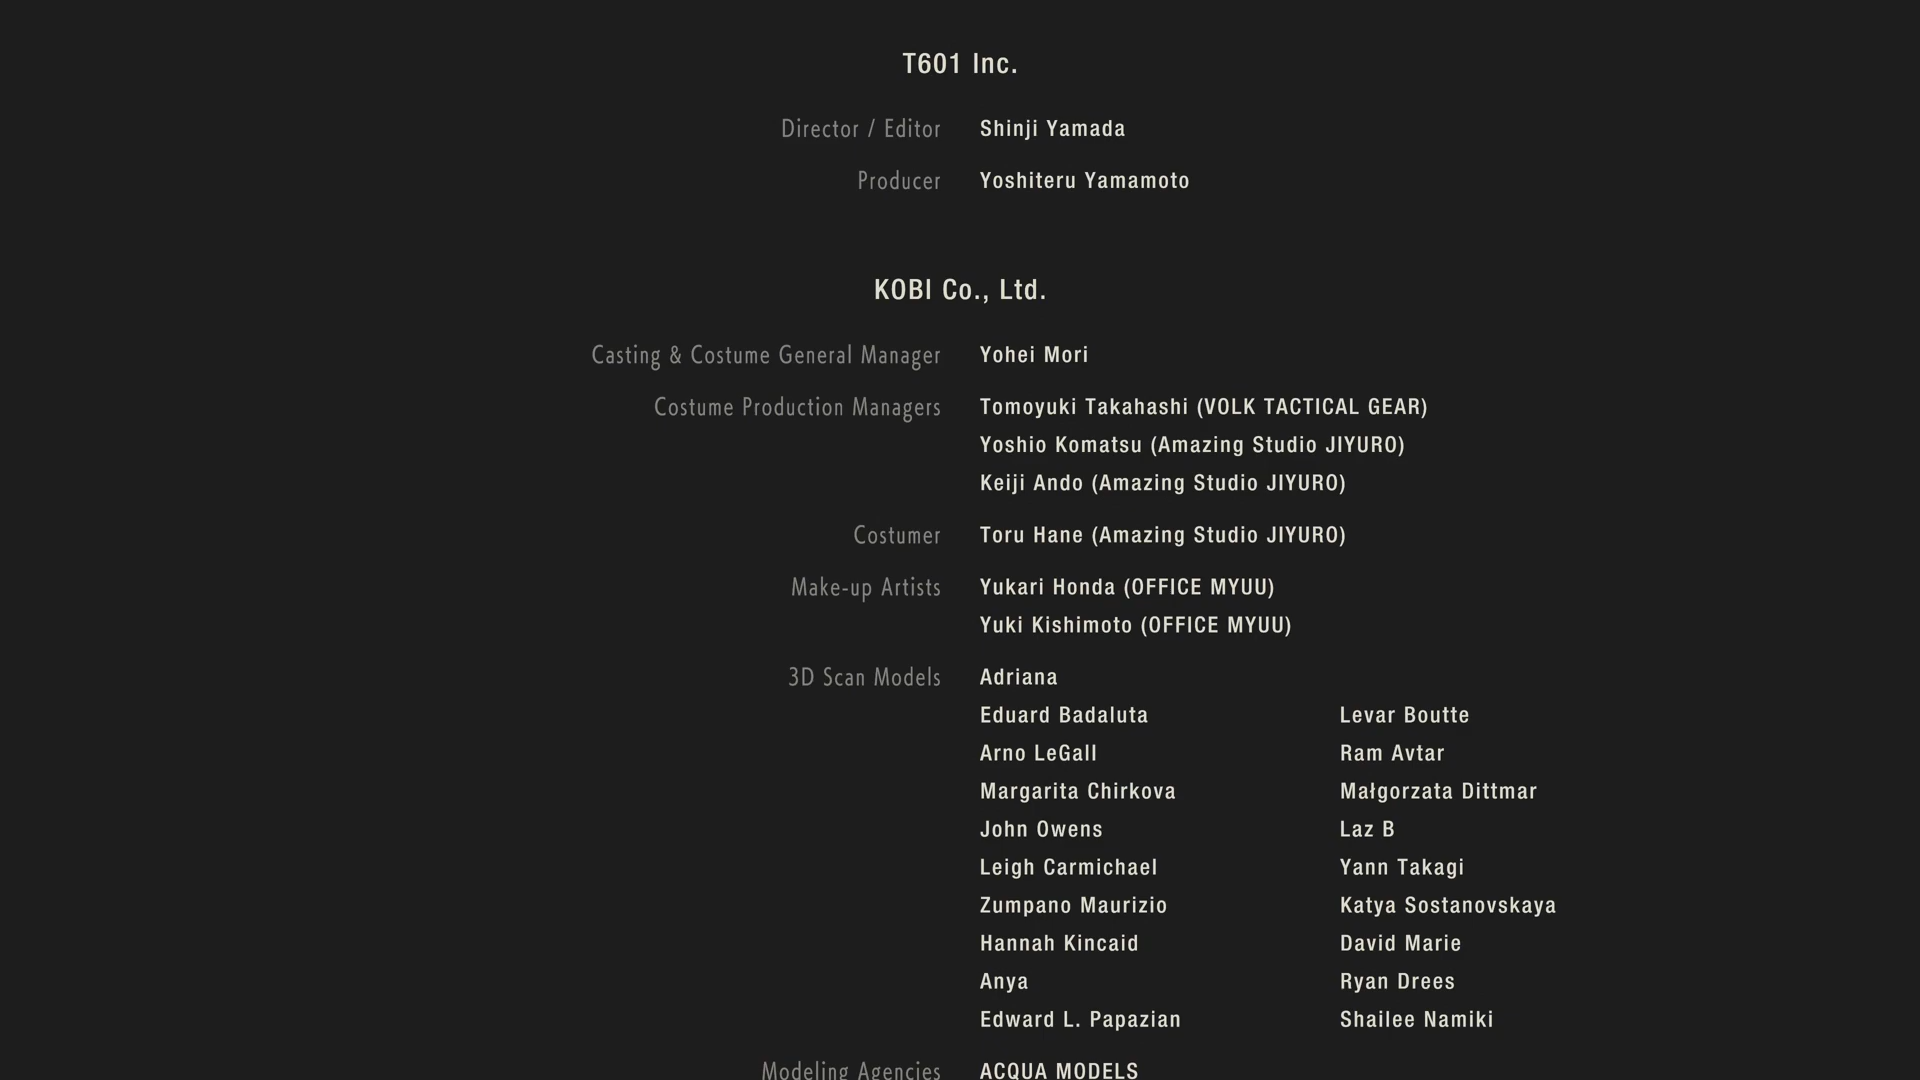 T601 Inc.
Director / Editor Shinji Yamada
Producer Yoshiteru Yamamoto
KOBI Co., Ltd.
Casting & Costume General Manager Yohei Mori
Costume Production Managers Tomoyuki Takahashi (VOLK TACTICAL GEAR)
Yoshio Komatsu (Amazing Studio JIYURO)
Keiji Ando (Amazing Studio JIYURO)
Costumer Toru Hane (Amazing Studio JIYURO)
Make-up Artists Yukari Honda (OFFICE MYUU)
Yuki Kishimoto (OFFICE MYUU)
3D Scan Models Adriana
Eduard Badaluta Levar Boutte
Arno LeGall Ram Avtar
Margarita Chirkova Małgorzata Dittmar
John Owens Laz B
Leigh Carmichael Yann Takagi
Zumpano Maurizio Katya Sostanovskaya
Hannah Kincaid David Marie
Anya Ryan Drees
Edward L. Papazian Shailee Namiki
Modeling Agencies ACQUA MODELS